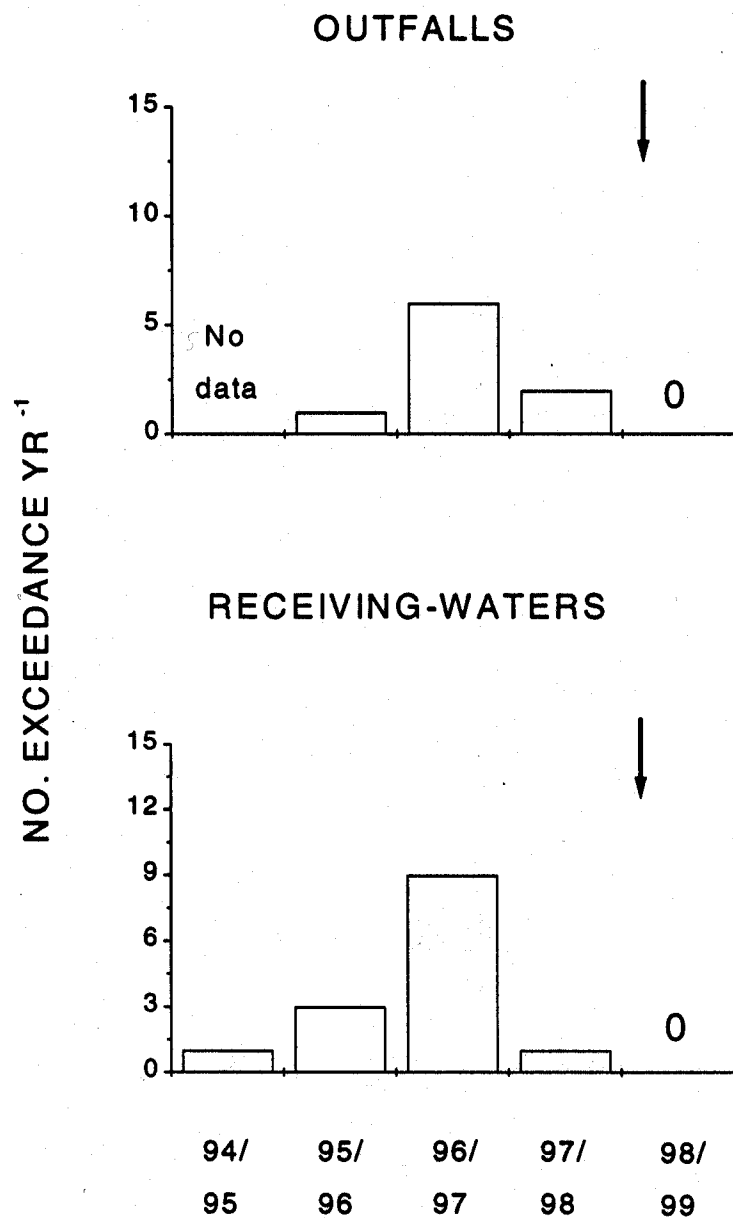 OUTFALLS
15
10
5
No
data
0
0
NO. EXCEEDANCE YR -1
RECEIVING-WATERS
15
12
9
6
3
0
0
94/ 95/ 96/ 97/ 98/
95 96 97 98 99